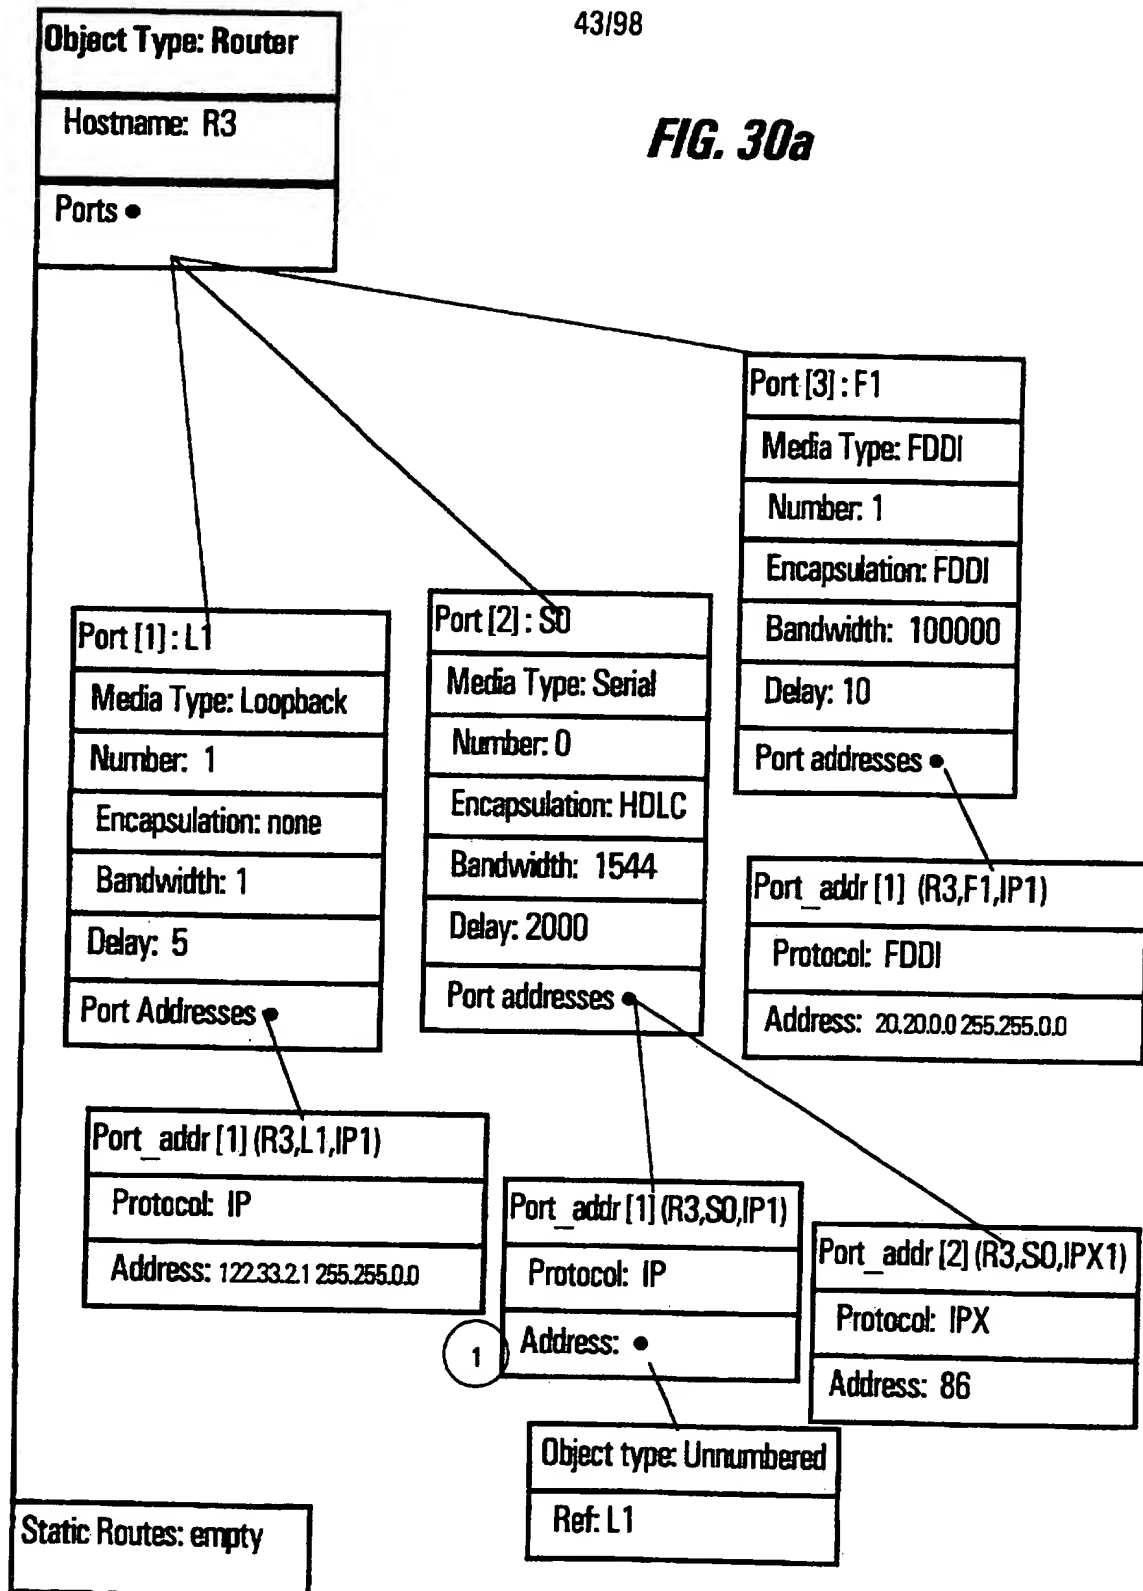 43/98
FIG. 30a
Object Type: Router
Hostname: R3
Ports •
Port [1] : L1
Media Type: Loopback
Number: 1
Encapsulation: none
Bandwidth: 1
Delay: 5
Port Addresses •
Port_addr [1] (R3,L1,IP1)
Protocol: IP
Address: 122.33.2.1 255.255.0.0
Port [2] : S0
Media Type: Serial
Number: 0
Encapsulation: HDLC
Bandwidth: 1544
Delay: 2000
Port addresses •
Port_addr [1] (R3,S0,IP1)
Protocol: IP
1
Address: •
Object type: Unnumbered
Ref: L1
Port_addr [2] (R3,S0,IPX1)
Protocol: IPX
Address: 86
Port [3] : F1
Media Type: FDDI
Number: 1
Encapsulation: FDDI
Bandwidth: 100000
Delay: 10
Port addresses •
Port_addr [1] (R3,F1,IP1)
Protocol: FDDI
Address: 20.20.0.0 255.255.0.0
Static Routes: empty